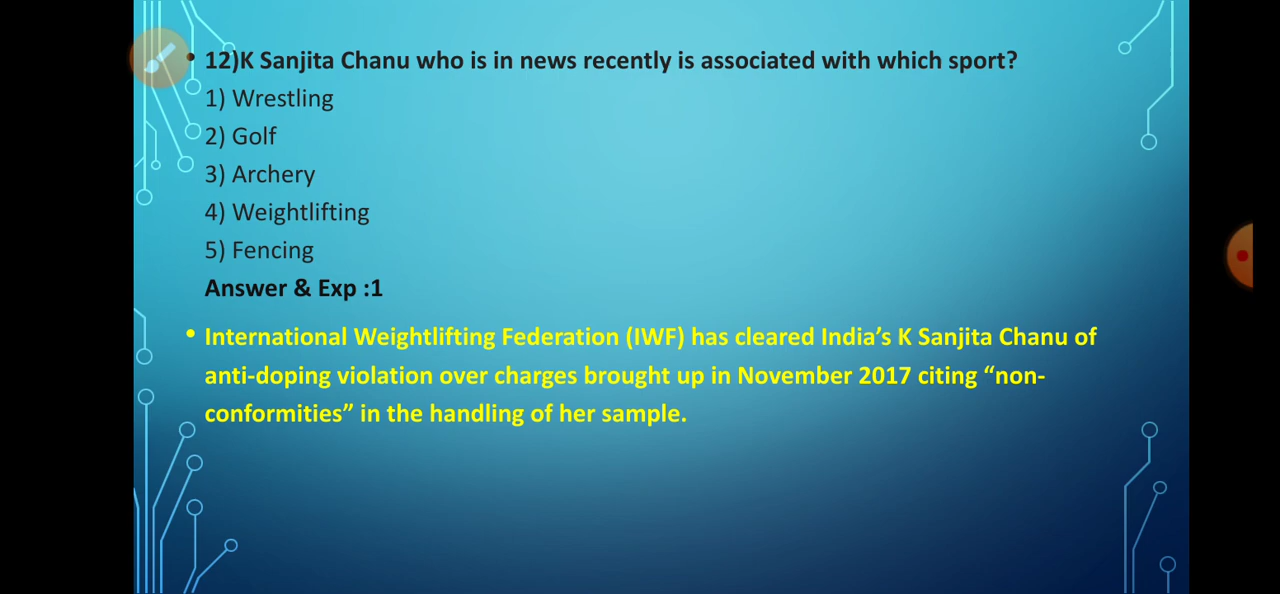 12)K Sanjita Chanu who is in news recently is associated with which sport?
1) Wrestling
2) Golf
3) Archery
4) Weightlifting
5) Fencing
Answer & Exp :1
International Weightlifting Federation (IWF) has cleared India’s K Sanjita Chanu of
anti-doping violation over charges brought up in November 2017 citing “non-
conformities” in the handling of her sample.